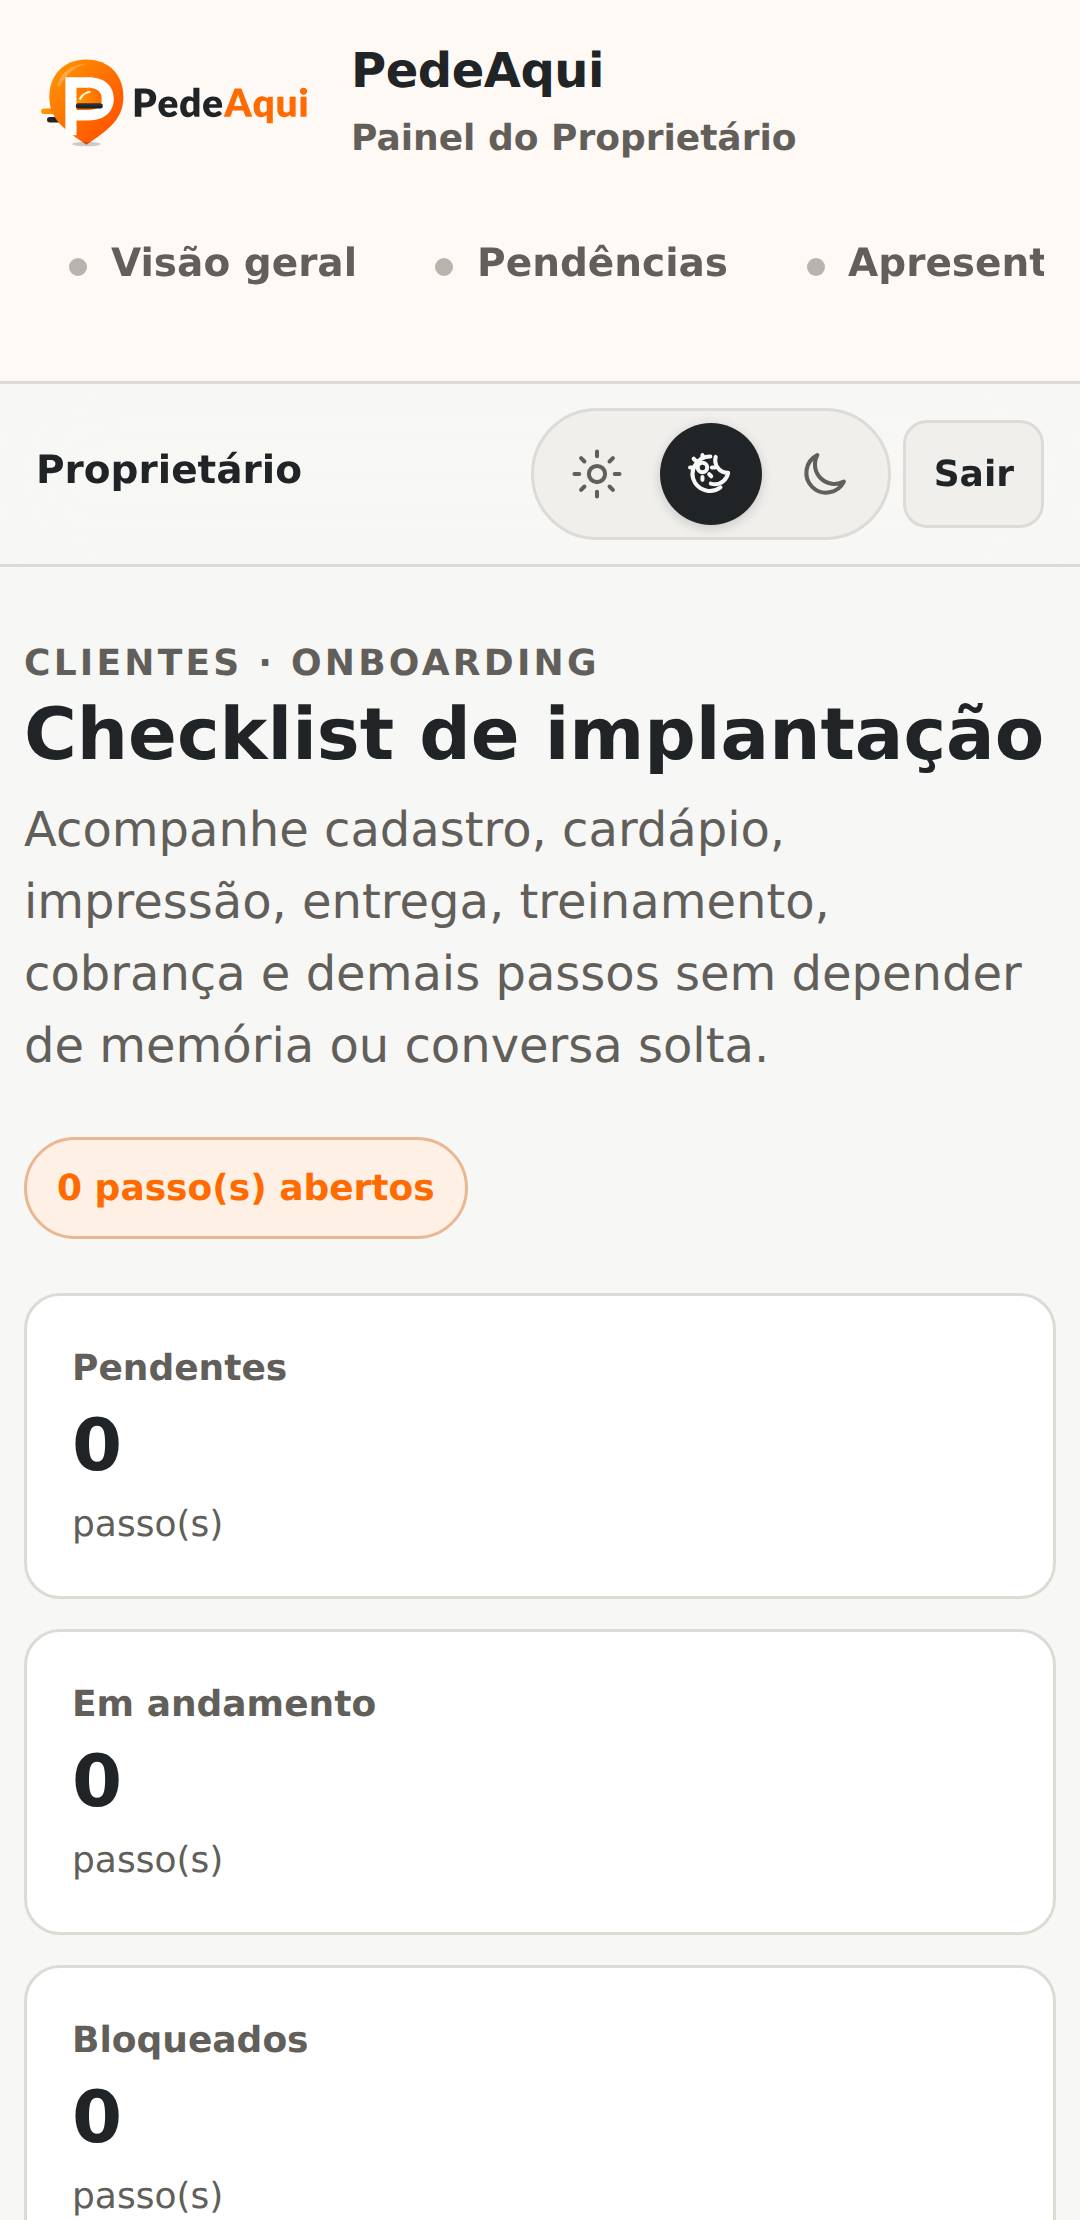 PedeAqui
PedeAqui
Painel do Proprietário
Visão geral
Pendências
Apresent
Proprietário
Sair
CLIENTES · ONBOARDING
Checklist de implantação
Acompanhe cadastro, cardápio,
impressão, entrega, treinamento,
cobrança e demais passos sem depender
de memória ou conversa solta.
0 passo(s) abertos
Pendentes
0
passo(s)
Em andamento
0
passo(s)
Bloqueados
0
passo(s)